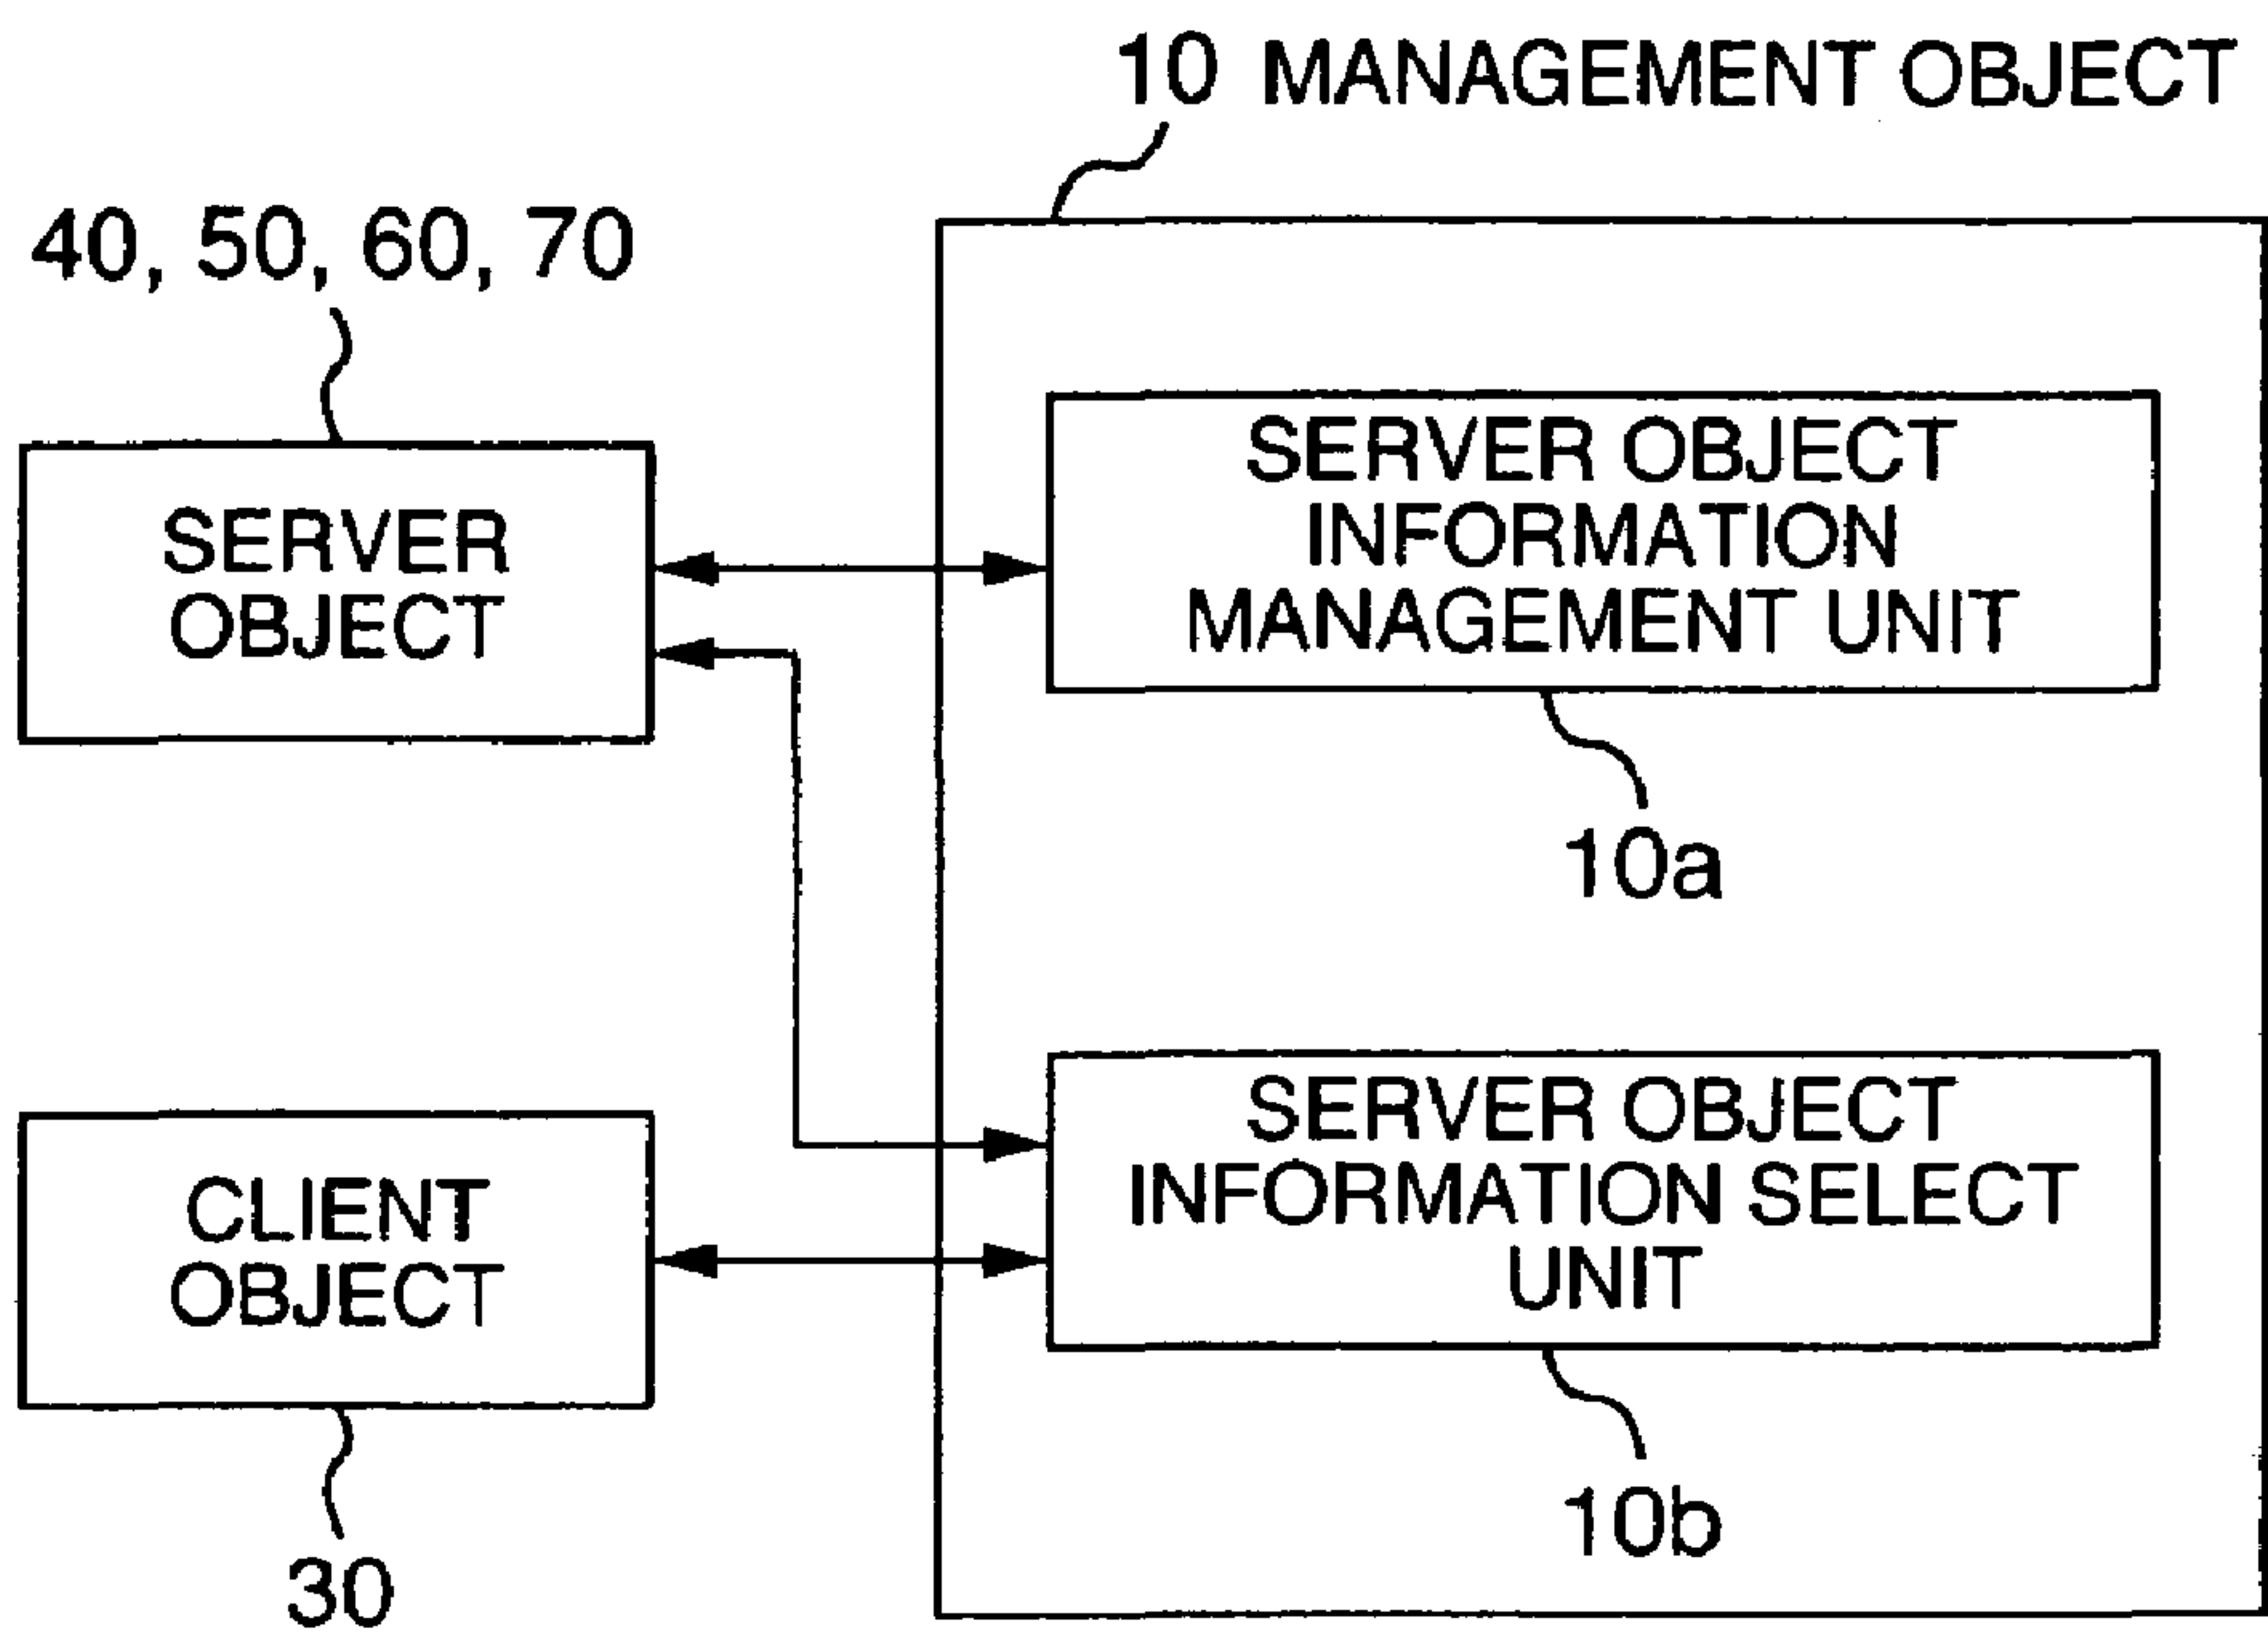 10 MANAGEMENT OBJECT
40, 50, 60, 70
SERVER
OBJECT
SERVER OBJECT
INFORMATION
MANAGEMENT UNIT
10a
CLIENT
OBJECT
30
SERVER OBJECT
INFORMATION SELECT
UNIT
10b